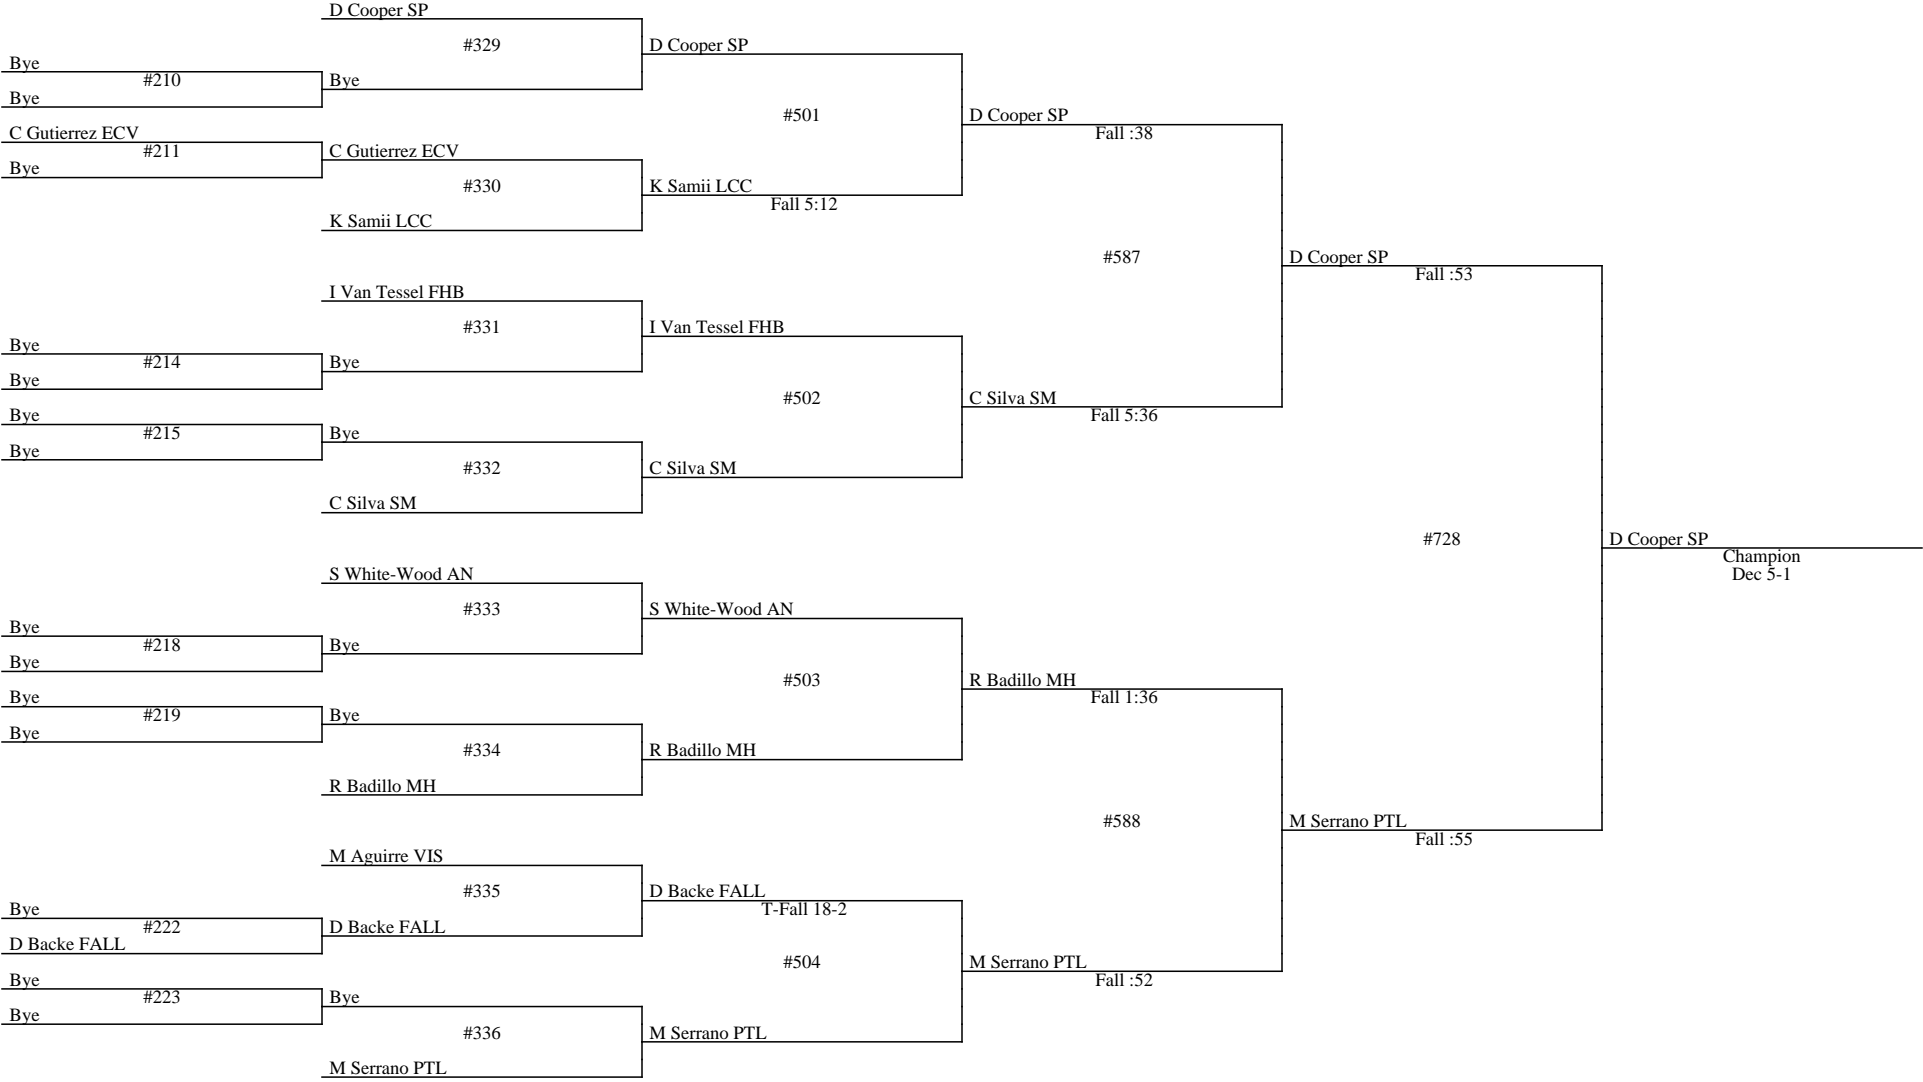 D Cooper SP
#329
D Cooper SP
Bye
#210
Bye
Bye
#501
D Cooper SP
Fall :38
C Gutierrez ECV
#211
C Gutierrez ECV
Bye
#330
K Samii LCC
Fall 5:12
K Samii LCC
#587
D Cooper SP
Fall :53
I Van Tessel FHB
#331
I Van Tessel FHB
Bye
#214
Bye
Bye
#502
C Silva SM
Fall 5:36
Bye
#215
Bye
Bye
#332
C Silva SM
C Silva SM
#728
D Cooper SP
Champion
Dec 5-1
S White-Wood AN
#333
S White-Wood AN
Bye
#218
Bye
Bye
#503
R Badillo MH
Fall 1:36
Bye
#219
Bye
Bye
#334
R Badillo MH
R Badillo MH
#588
M Serrano PTL
Fall :55
M Aguirre VIS
#335
D Backe FALL
T-Fall 18-2
Bye
#222
D Backe FALL
D Backe FALL
#504
M Serrano PTL
Fall :52
Bye
#223
Bye
Bye
#336
M Serrano PTL
M Serrano PTL